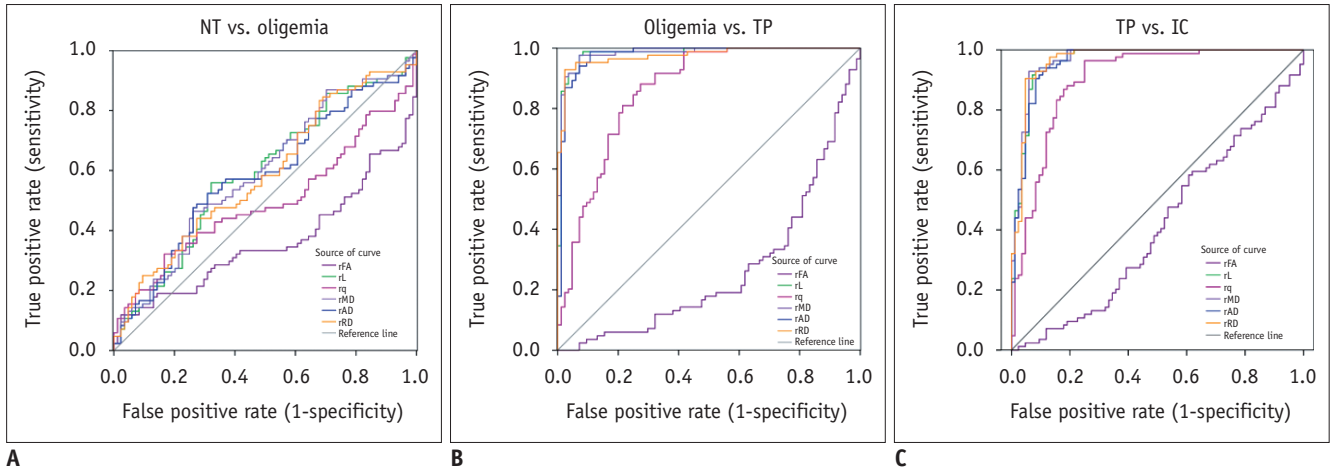 NT vs. oligemia
1.0
0.8
0.6
0.4
0.2
0.0
True positive rate (sensitivity)
Source of curve
rFA
rL
rq
rMD
rAD
rRD
Reference line
0.0 0.2 0.4 0.6 0.8 1.0
False positive rate (1-specificity)
A
Oligemia vs. TP
1.0
0.8
0.6
0.4
0.2
0.0
True positive rate (sensitivity)
Source of curve
rFA
rL
rq
rMD
rAD
rRD
Reference line
0.0 0.2 0.4 0.6 0.8 1.0
False positive rate (1-specificity)
B
TP vs. IC
1.0
0.8
0.6
0.4
0.2
0.0
True positive rate (sensitivity)
Source of curve
rFA
rL
rq
rMD
rAD
rRD
Reference line
0.0 0.2 0.4 0.6 0.8 1.0
False positive rate (1-specificity)
C